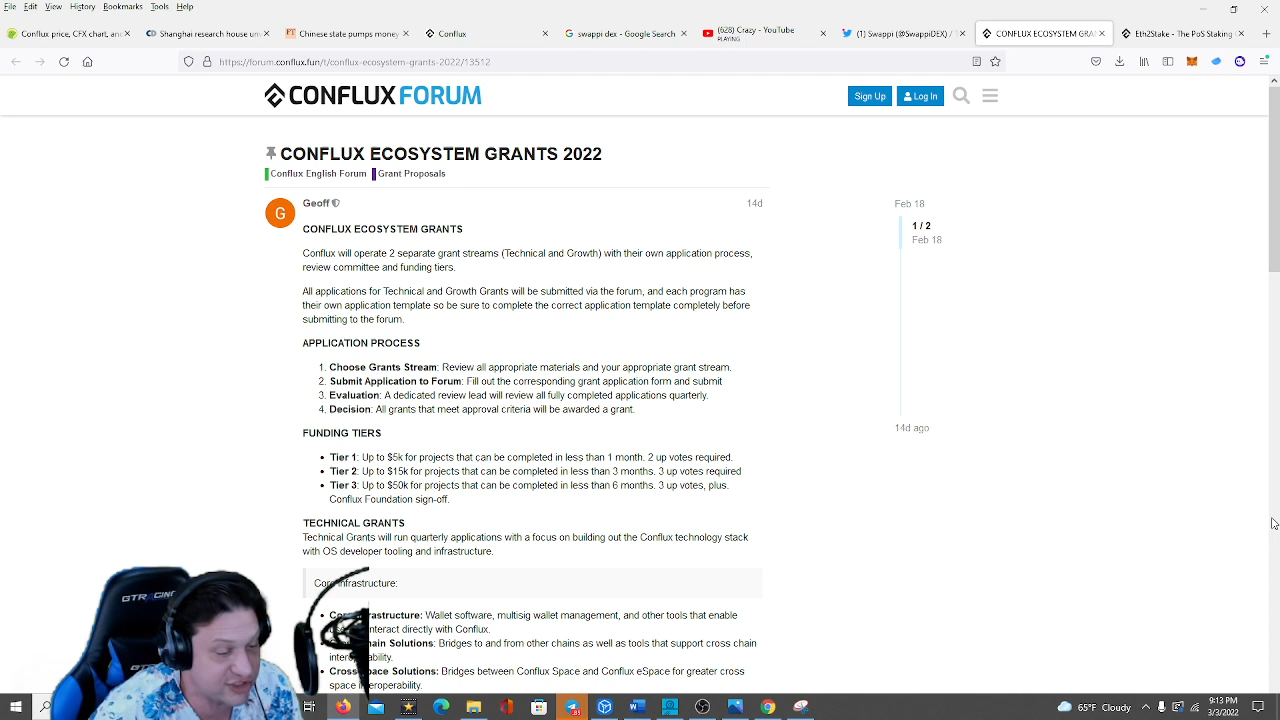 File Edit View History Bookmarks Tools Help
Conflux price, CFX chart, an
Shanghai research house un
Chinese state pumps money
Conflux
swappi dex - Google Search
(628) Crazy - YouTube
PLAYING
(1) Swappi (@SwappiDEX) /
CONFLUX ECOSYSTEM GRA
Eth2Stake - The PoS Staking
https://forum.conflux.fun/t/conflux-ecosystem-grants-2022/13512
CONFLUX FORUM
Sign Up
Log In
CONFLUX ECOSYSTEM GRANTS 2022
Conflux English Forum Grant Proposals
G
Geoff
14d
Feb 18
1 / 2
Feb 18
14d ago
CONFLUX ECOSYSTEM GRANTS
Conflux will operate 2 separate grant streams (Technical and Growth) with their own application process,
review committee and funding tiers.
All applications for Technical and Growth Grants will be submitted via the forum, and each program has
their own application template so be sure to complete the correct application template completely before
submitting to the forum.
APPLICATION PROCESS
1. Choose Grants Stream: Review all appropriate materials and your appropriate grant stream.
2. Submit Application to Forum: Fill out the corresponding grant application form and submit
3. Evaluation: A dedicated review lead will review all fully completed applications quarterly.
4. Decision: All grants that meet approval criteria will be awarded a grant.
FUNDING TIERS
• Tier 1: Up to $5k for projects that can be completed in less than 1 month. 2 up votes required.
• Tier 2: Up to $15k for projects that can be completed in less than 3 months. 3 up votes required
• Tier 3: Up to $50k for projects that can be completed in less than 6 months. 3 up votes, plus.
Conflux Foundation sign-off.
TECHNICAL GRANTS
Technical Grants will run quarterly applications with a focus on building out the Conflux technology stack
with OS developer tooling and infrastructure.
Infrastructure:
Wallet software, multisig wallet management, and other tools that enable
interact directly with Conflux.
Solutions: Bridges to and from other chains as well as tools that support cross chain
Solutions: Bridges between Conflux Space and Conflux eSpace for greater cross
space interoperability.
GTRACING
65°F Cloudy
9:13 PM
3/3/2022